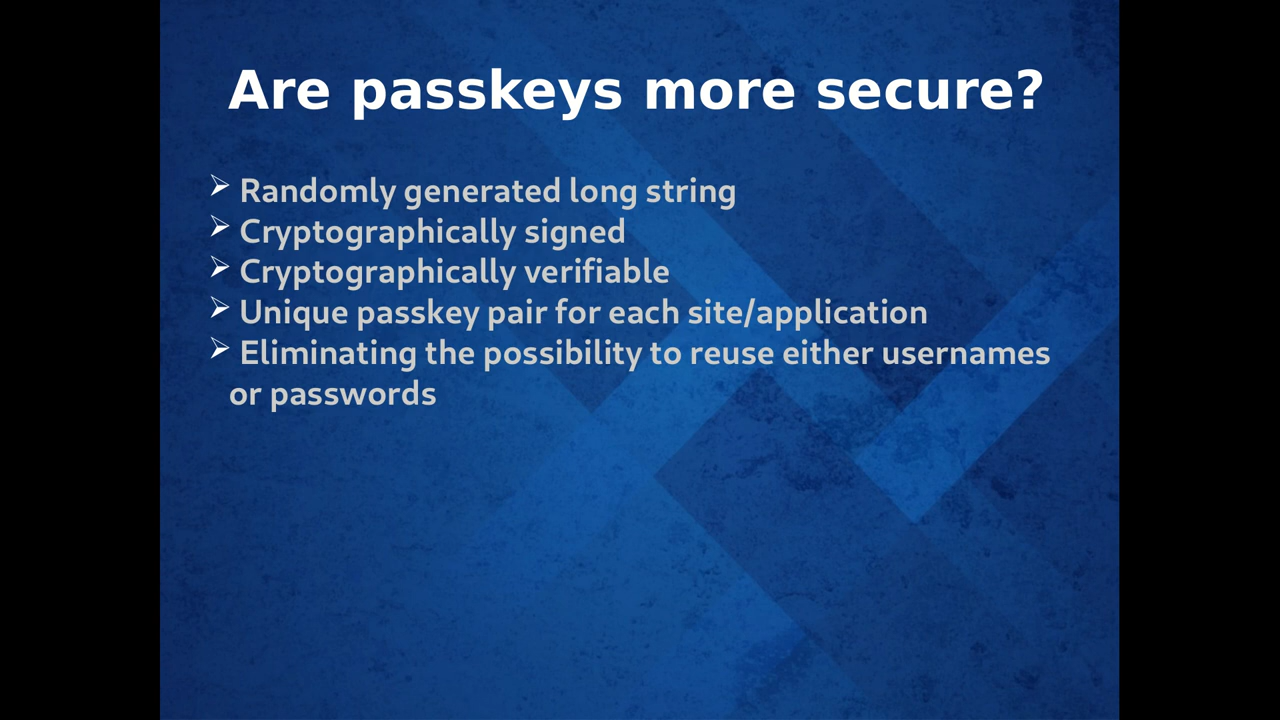 Are passkeys more secure?
➢ Randomly generated long string
➢ Cryptographically signed
➢ Cryptographically verifiable
➢ Unique passkey pair for each site/application
➢ Eliminating the possibility to reuse either usernames
or passwords